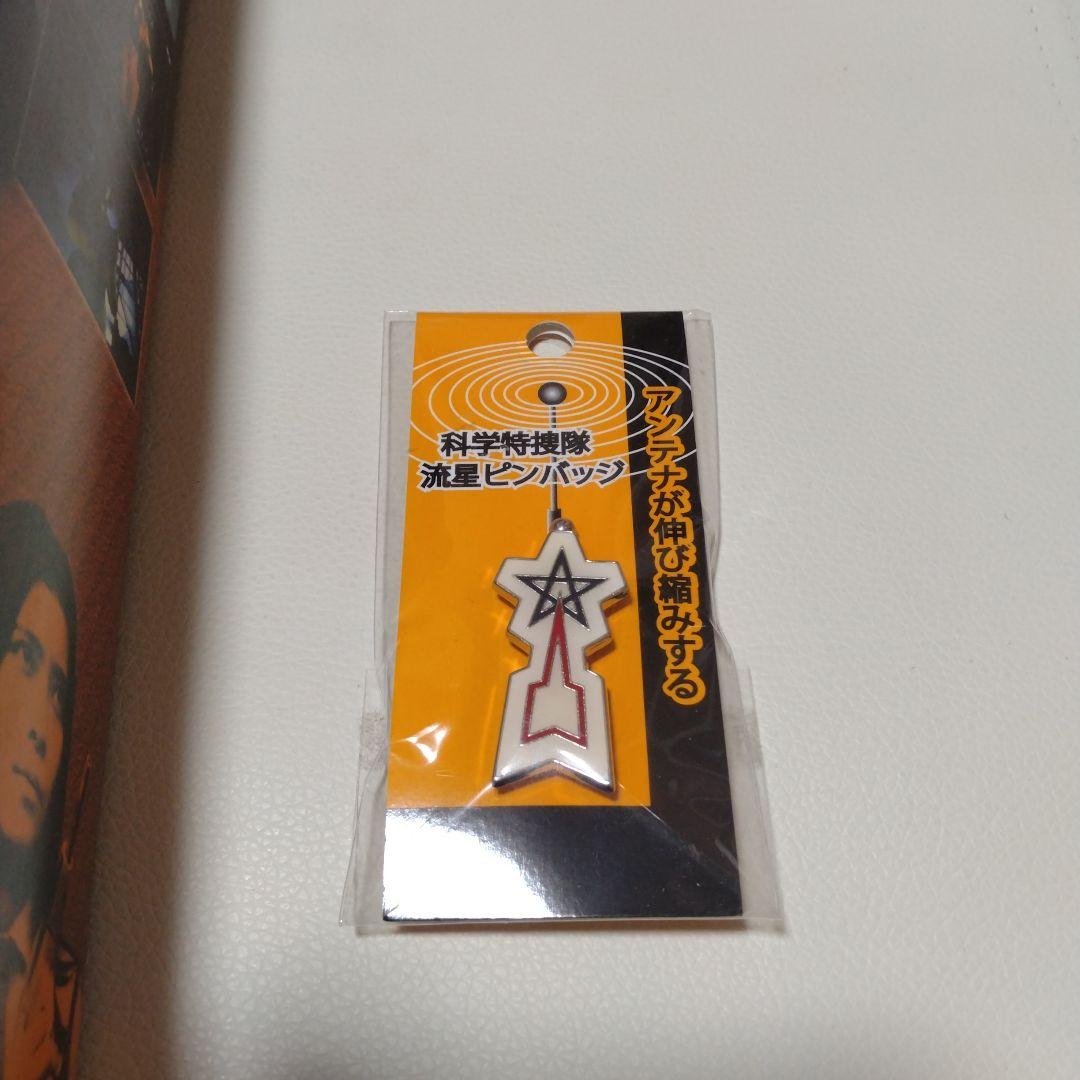 科学特捜隊
流星ピンバッジ
アンテナが伸び縮みする